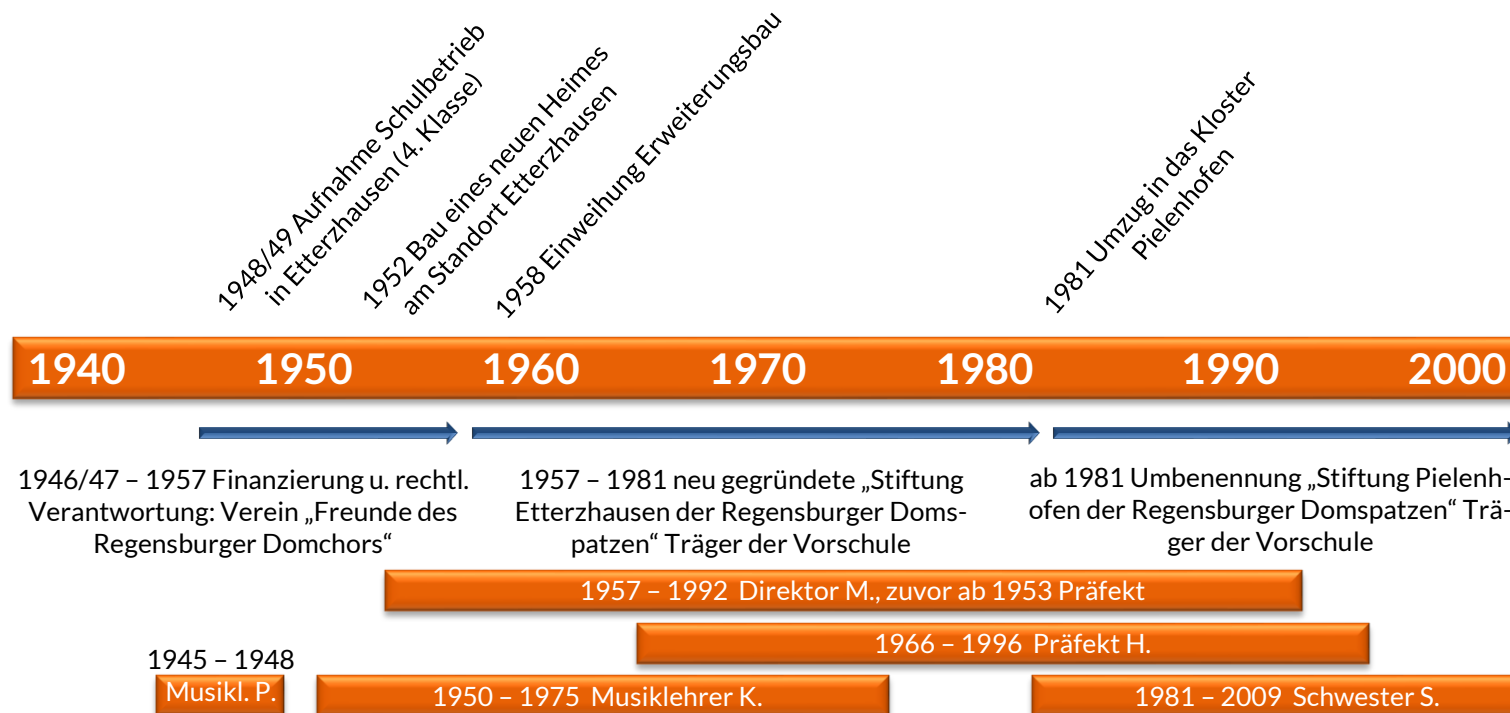 1948/49 Aufnahme Schulbetrieb
in Etterzhausen (4. Klasse)
1952 Bau eines neuen Heimes
am Standort Etterzhausen
1958 Einweihung Erweiterungsbau
1981 Umzug in das Kloster
Pielenhofen
1940 1950 1960 1970 1980 1990 2000
1946/47 – 1957 Finanzierung u. rechtl.
Verantwortung: Verein „Freunde des
Regensburger Domchors“
1957 – 1981 neu gegründete „Stiftung
Etterzhausen der Regensburger Doms-
patzen“ Träger der Vorschule
ab 1981 Umbenennung „Stiftung Pielenh-
ofen der Regensburger Domspatzen“ Trä-
ger der Vorschule
1957 – 1992 Direktor M., zuvor ab 1953 Präfekt
1966 – 1996 Präfekt H.
1945 – 1948
Musikl. P.
1950 – 1975 Musiklehrer K.
1981 – 2009 Schwester S.